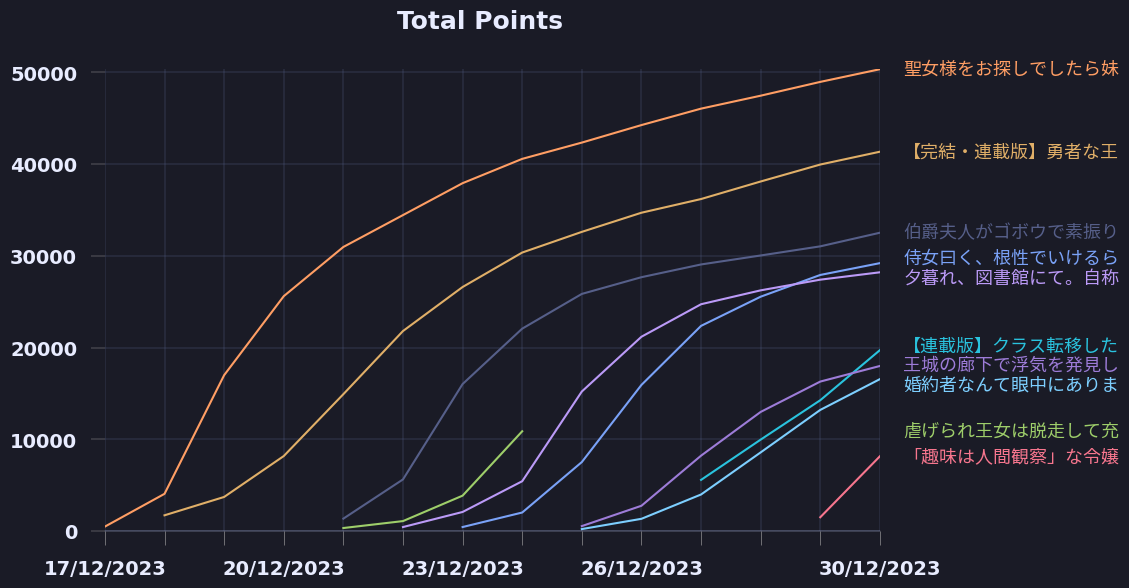 Total Points
50000
40000
30000
20000
10000
0
17/12/2023
20/12/2023
23/12/2023
26/12/2023
30/12/2023
聖女様をお探しでしたら妹
【完結・連載版】勇者な王
伯爵夫人がゴボウで素振り
侍女曰く、根性でいけるら
夕暮れ、図書館にて。自称
【連載版】クラス転移した
王城の廊下で浮気を発見し
婚約者なんて眼中にありま
虐げられ王女は脱走して充
「趣味は人間観察」な令嬢